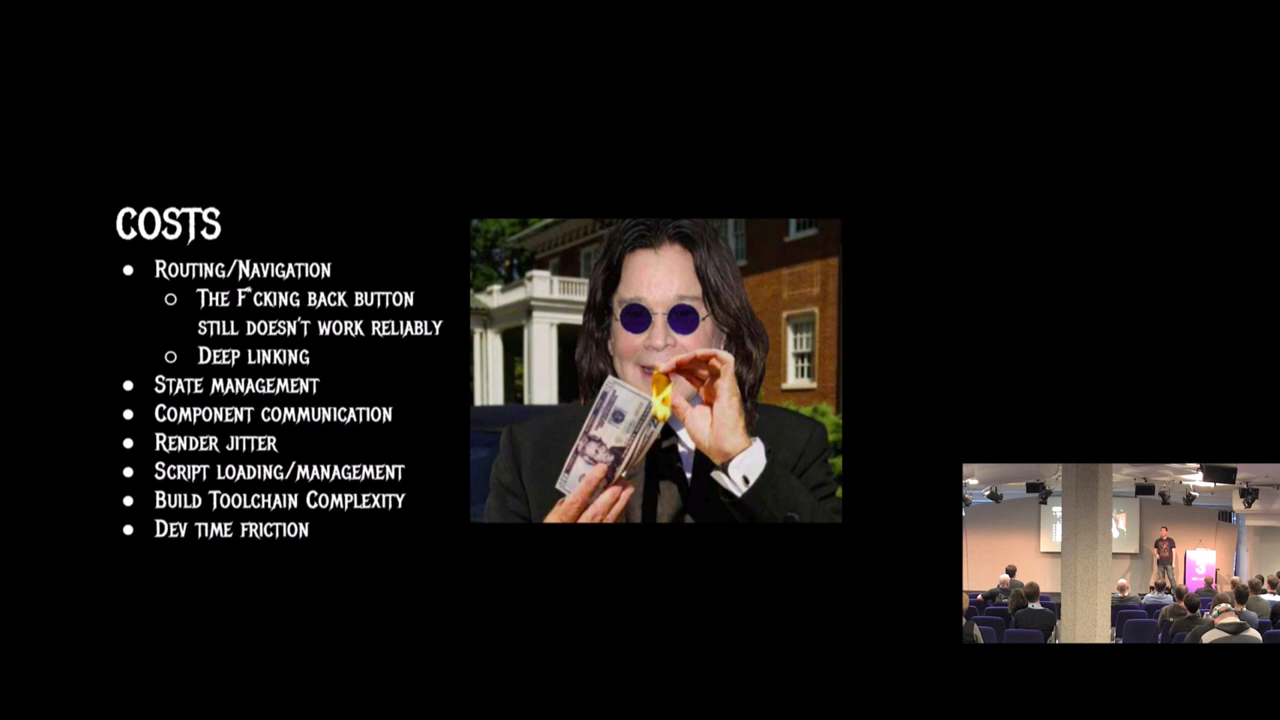 COSTS
● ROUTING/NAVIGATION
○ THE F*CKING BACK BUTTON
STILL DOESN'T WORK RELIABLY
○ DEEP LINKING
● STATE MANAGEMENT
● COMPONENT COMMUNICATION
● RENDER JITTER
● SCRIPT LOADING/MANAGEMENT
● BUILD TOOLCHAIN COMPLEXITY
● DEV TIME FRICTION